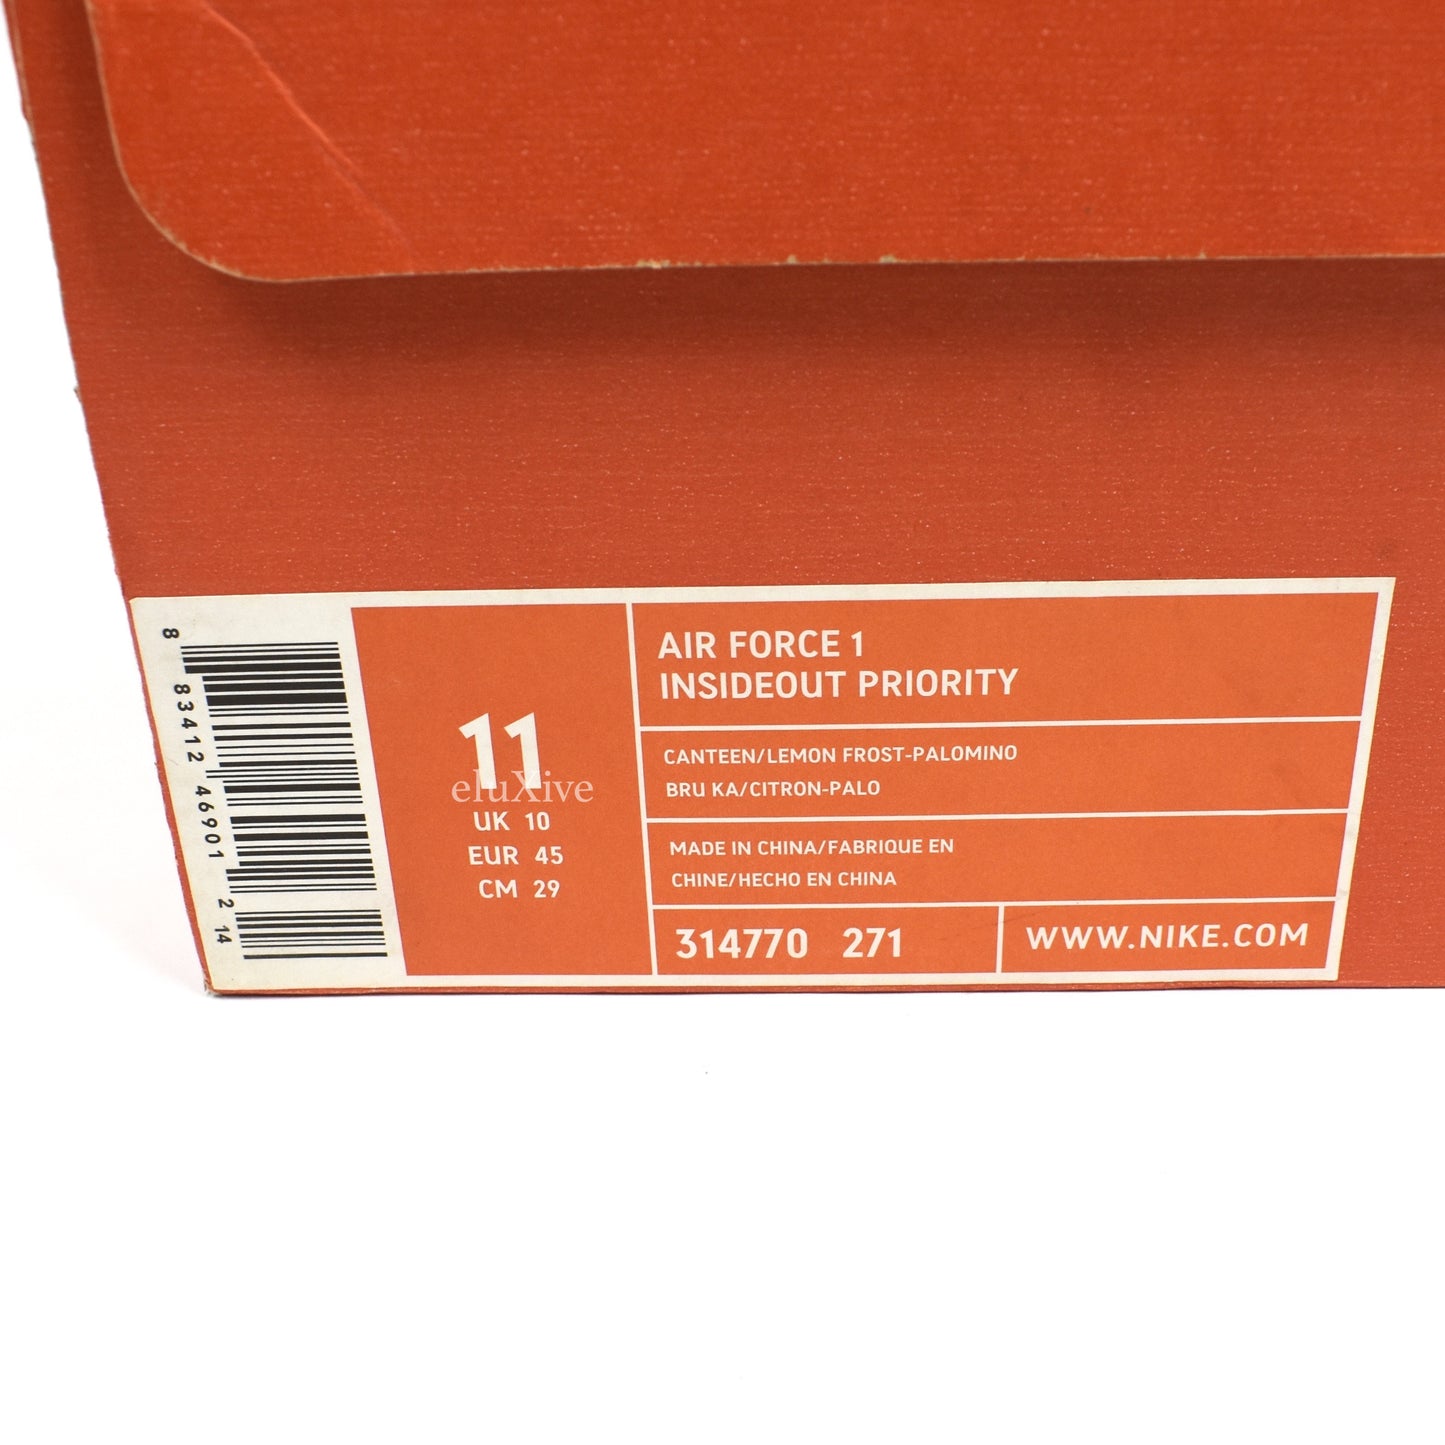 8 83412 46901 2 14
11
eluXive
UK 10
EUR 45
CM 29
AIR FORCE 1
INSIDEOUT PRIORITY
CANTEEN/LEMON FROST-PALOMINO
BRU KA/CITRON-PALO
MADE IN CHINA/FABRIQUE EN
CHINE/HECHO EN CHINA
314770 271
WWW.NIKE.COM